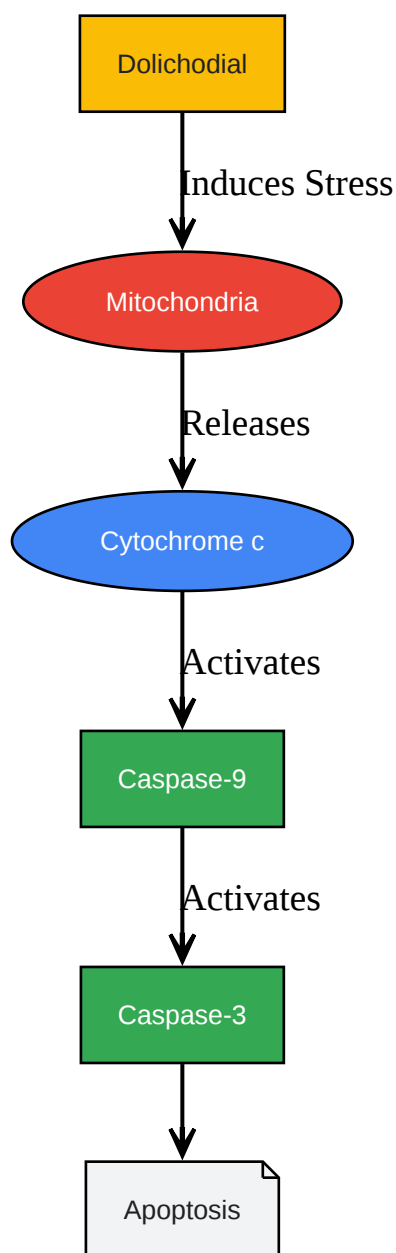 Dolichodial
Induces Stress
Mitochondria
Releases
Cytochrome c
Activates
Caspase-9
Activates
Caspase-3
Apoptosis